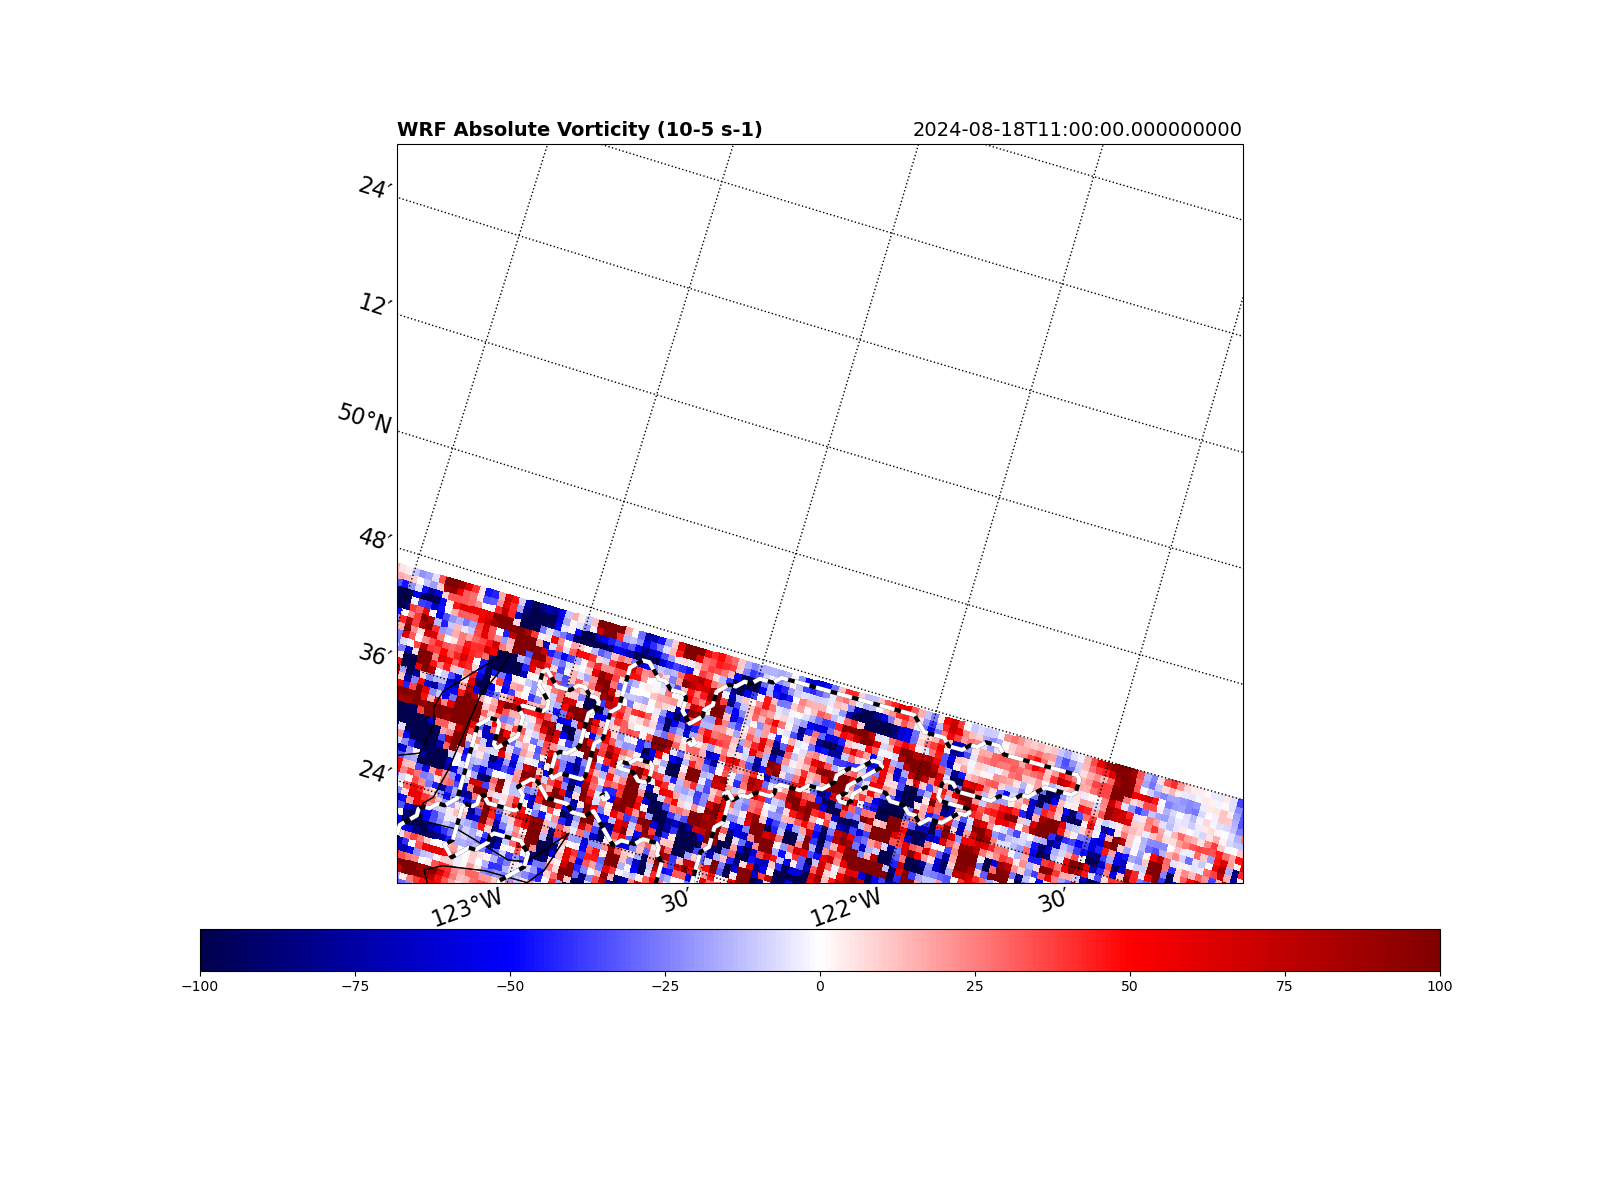 WRF Absolute Vorticity (10-5 s-1) 2024-08-18T11:00:00.000000000
24′
12′
50°N
48′
36′
24′
123°W 30′ 122°W 30′
−100 −75 −50 −25 0 25 50 75 100